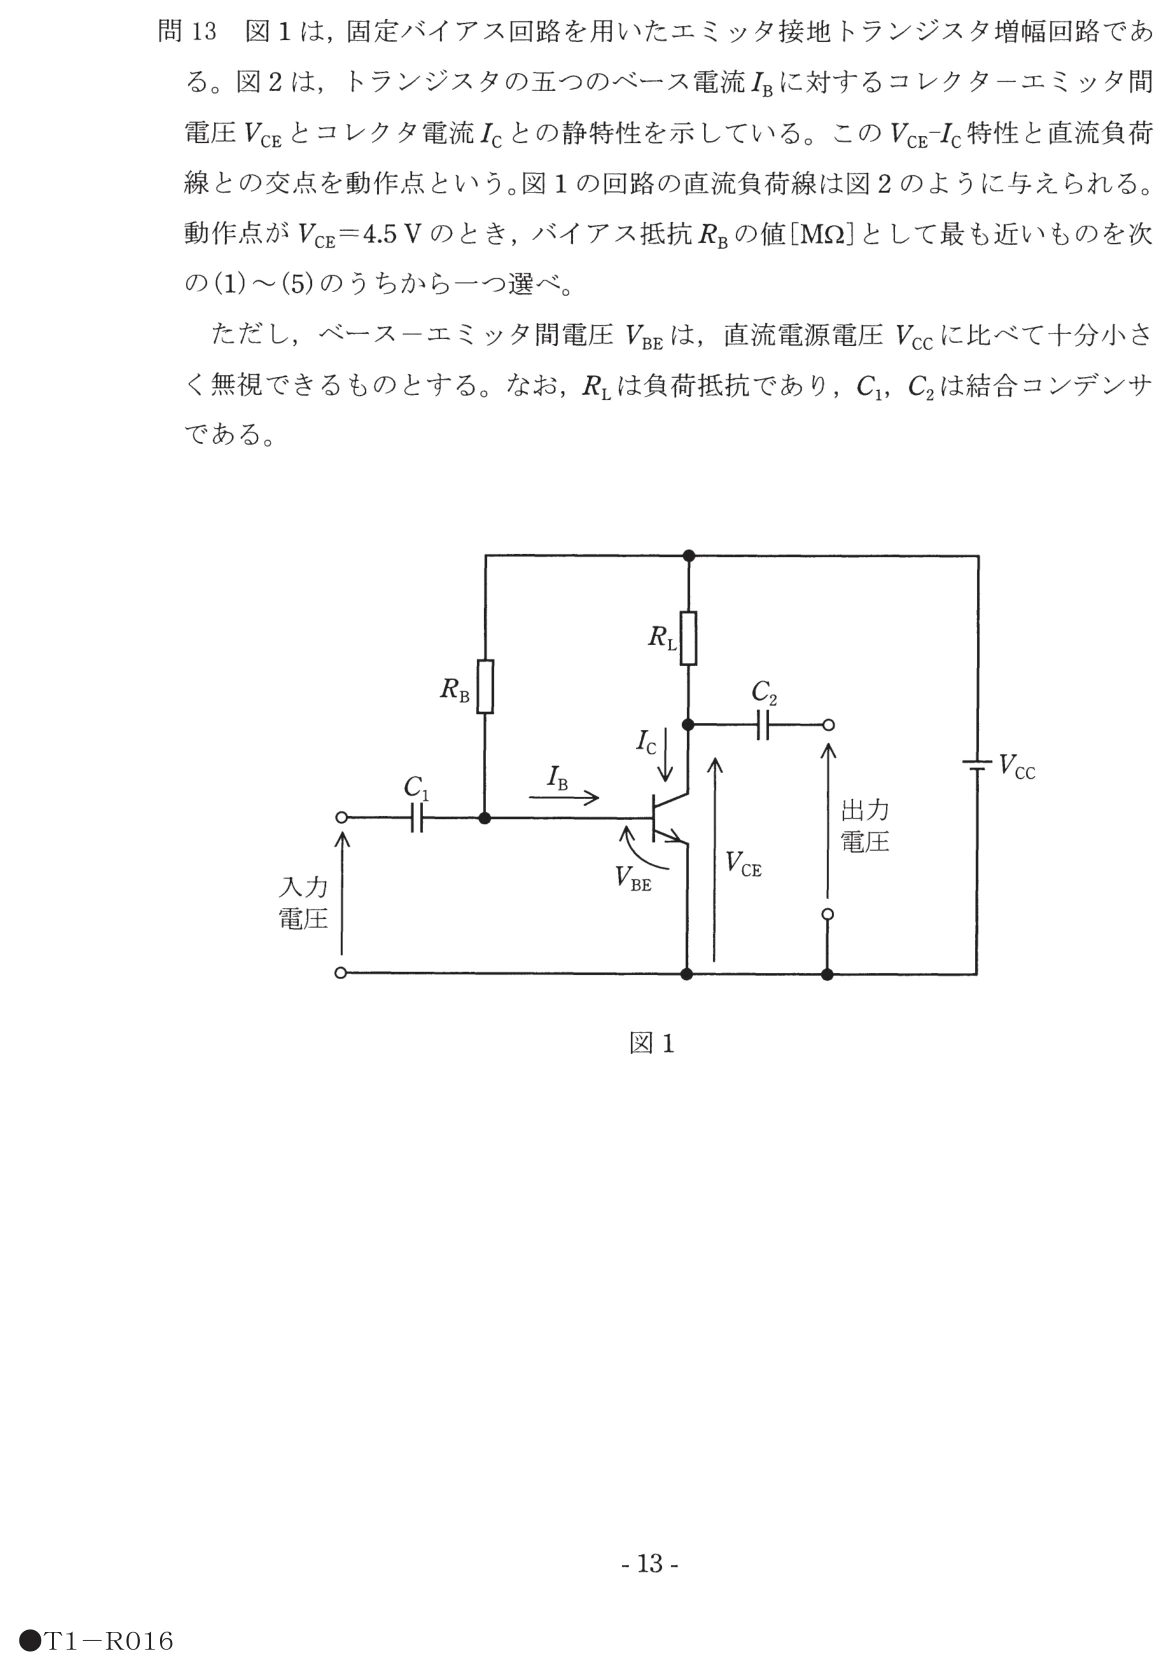 問 13　図 1 は，固定バイアス回路を用いたエミッタ接地トランジスタ増幅回路であ
る。図 2 は，トランジスタの五つのベース電流 IB に対するコレクタ－エミッタ間
電圧 VCE とコレクタ電流 IC との静特性を示している。この VCE–IC 特性と直流負荷
線との交点を動作点という。図 1 の回路の直流負荷線は図 2 のように与えられる。
動作点が VCE＝4.5 V のとき，バイアス抵抗 RB の値[MΩ]として最も近いものを次
の(1)～(5)のうちから一つ選べ。
ただし，ベース－エミッタ間電圧 VBE は，直流電源電圧 VCC に比べて十分小さ
く無視できるものとする。なお，RL は負荷抵抗であり，C1，C2 は結合コンデンサ
である。
RL
RB
C2
IC
VCC
IB
C1
出力
電圧
VCE
VBE
入力
電圧
図 1
- 13 -
●T1－R016